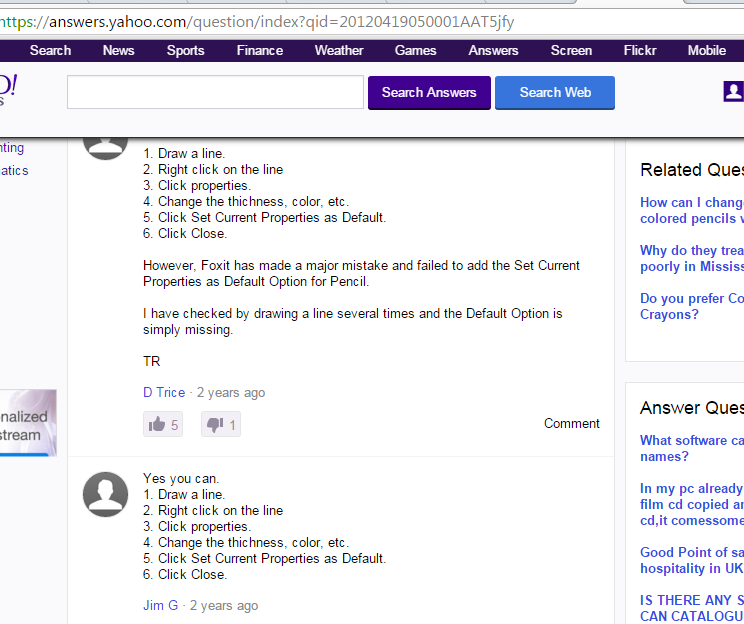 https://answers.yahoo.com/question/index?qid=20120419050001AAT5jfy
Search News Sports Finance Weather Games Answers Screen Flickr Mobile
Search Answers Search Web
1. Draw a line.
2. Right click on the line
3. Click properties.
4. Change the thichness, color, etc.
5. Click Set Current Properties as Default.
6. Click Close.
However, Foxit has made a major mistake and failed to add the Set Current
Properties as Default Option for Pencil.
I have checked by drawing a line several times and the Default Option is
simply missing.
TR
D Trice · 2 years ago
5 1 Comment
Yes you can.
1. Draw a line.
2. Right click on the line
3. Click properties.
4. Change the thichness, color, etc.
5. Click Set Current Properties as Default.
6. Click Close.
Jim G · 2 years ago
nalized
stream
Related Ques
How can I chang
colored pencils
Why do they trea
poorly in Mississ
Do you prefer Co
Crayons?
Answer Ques
What software ca
names?
In my pc already
film cd copied
cd,it comessome
Good Point of sa
hospitality in UK
IS THERE ANY S
CAN CATALOGU